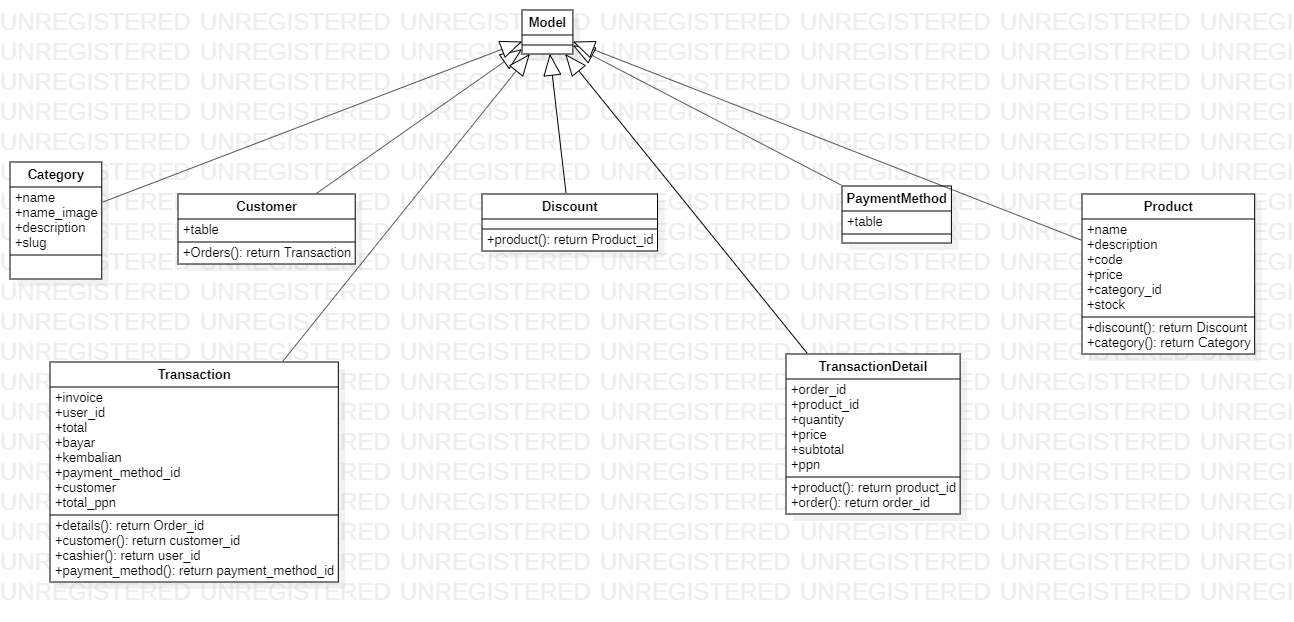 Model
Category
+name
+name_image
+description
+slug
Customer
+table
+Orders(): return Transaction
Discount
+product(): return Product_id
PaymentMethod
+table
Product
+name
+description
+code
+price
+category_id
+stock
+discount(): return Discount
+category(): return Category
Transaction
+invoice
+user_id
+total
+bayar
+kembalian
+payment_method_id
+customer
+total_ppn
+details(): return Order_id
+customer(): return customer_id
+cashier(): return user_id
+payment_method(): return payment_method_id
TransactionDetail
+order_id
+product_id
+quantity
+price
+subtotal
+ppn
+product(): return product_id
+order(): return order_id
UNREGISTERED